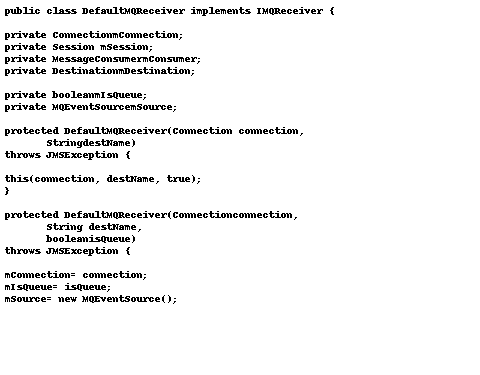 public class DefaultMQReceiver implements IMQReceiver {
private ConnectionmConnection;
private Session mSession;
private MessageConsumermConsumer;
private DestinationmDestination;
private booleanmIsQueue;
private MQEventSourcemSource;
protected DefaultMQReceiver(Connection connection,
StringdestName)
throws JMSException {
this(connection, destName, true);
}
protected DefaultMQReceiver(Connectionconnection,
String destName,
booleanisQueue)
throws JMSException {
mConnection= connection;
mIsQueue= isQueue;
mSource= new MQEventSource();